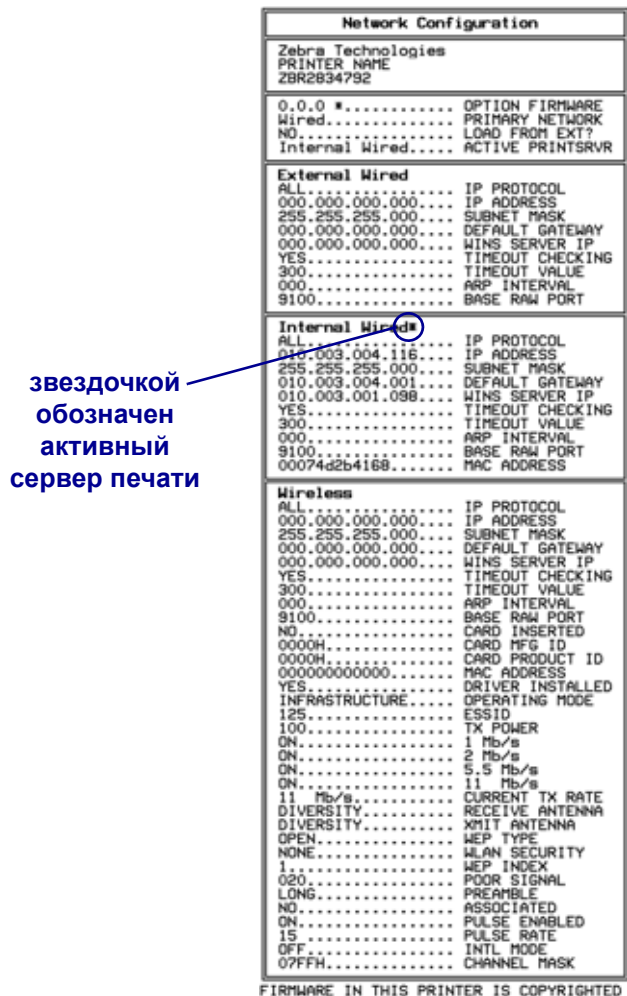 Network Configuration
Zebra Technologies
PRINTER NAME
ZBR2834792
0.0.0 *............ OPTION FIRMWARE
Wired.............. PRIMARY NETWORK
NO................. LOAD FROM EXT?
Internal Wired..... ACTIVE PRINTSRVR
External Wired
ALL................ IP PROTOCOL
000.000.000.000.... IP ADDRESS
255.255.255.000.... SUBNET MASK
000.000.000.000.... DEFAULT GATEWAY
000.000.000.000.... WINS SERVER IP
YES................ TIMEOUT CHECKING
300................ TIMEOUT VALUE
000................ ARP INTERVAL
9100............... BASE RAW PORT
Internal Wired*
ALL................ IP PROTOCOL
010.003.004.116.... IP ADDRESS
255.255.255.000.... SUBNET MASK
010.003.004.001.... DEFAULT GATEWAY
010.003.001.098.... WINS SERVER IP
YES................ TIMEOUT CHECKING
300................ TIMEOUT VALUE
000................ ARP INTERVAL
9100............... BASE RAW PORT
00074d2b4168....... MAC ADDRESS
звездочкой
обозначен
активный
сервер печати
Wireless
ALL................ IP PROTOCOL
000.000.000.000.... IP ADDRESS
255.255.255.000.... SUBNET MASK
000.000.000.000.... DEFAULT GATEWAY
000.000.000.000.... WINS SERVER IP
YES................ TIMEOUT CHECKING
300................ TIMEOUT VALUE
000................ ARP INTERVAL
9100............... BASE RAW PORT
NO................. CARD INSERTED
0000H.............. CARD MFG ID
0000H.............. CARD PRODUCT ID
000000000000....... MAC ADDRESS
YES................ DRIVER INSTALLED
INFRASTRUCTURE..... OPERATING MODE
125................ ESSID
100................ TX POWER
ON................. 1 Mb/s
ON................. 2 Mb/s
ON................. 5.5 Mb/s
ON................. 11 Mb/s
11 Mb/s........... CURRENT TX RATE
DIVERSITY.......... RECEIVE ANTENNA
DIVERSITY.......... XMIT ANTENNA
OPEN............... WEP TYPE
NONE............... WLAN SECURITY
1.................. WEP INDEX
020................ POOR SIGNAL
LONG............... PREAMBLE
NO................. ASSOCIATED
ON................. PULSE ENABLED
15 ................ PULSE RATE
OFF................ INTL MODE
07FFH.............. CHANNEL MASK
FIRMWARE IN THIS PRINTER IS COPYRIGHTED